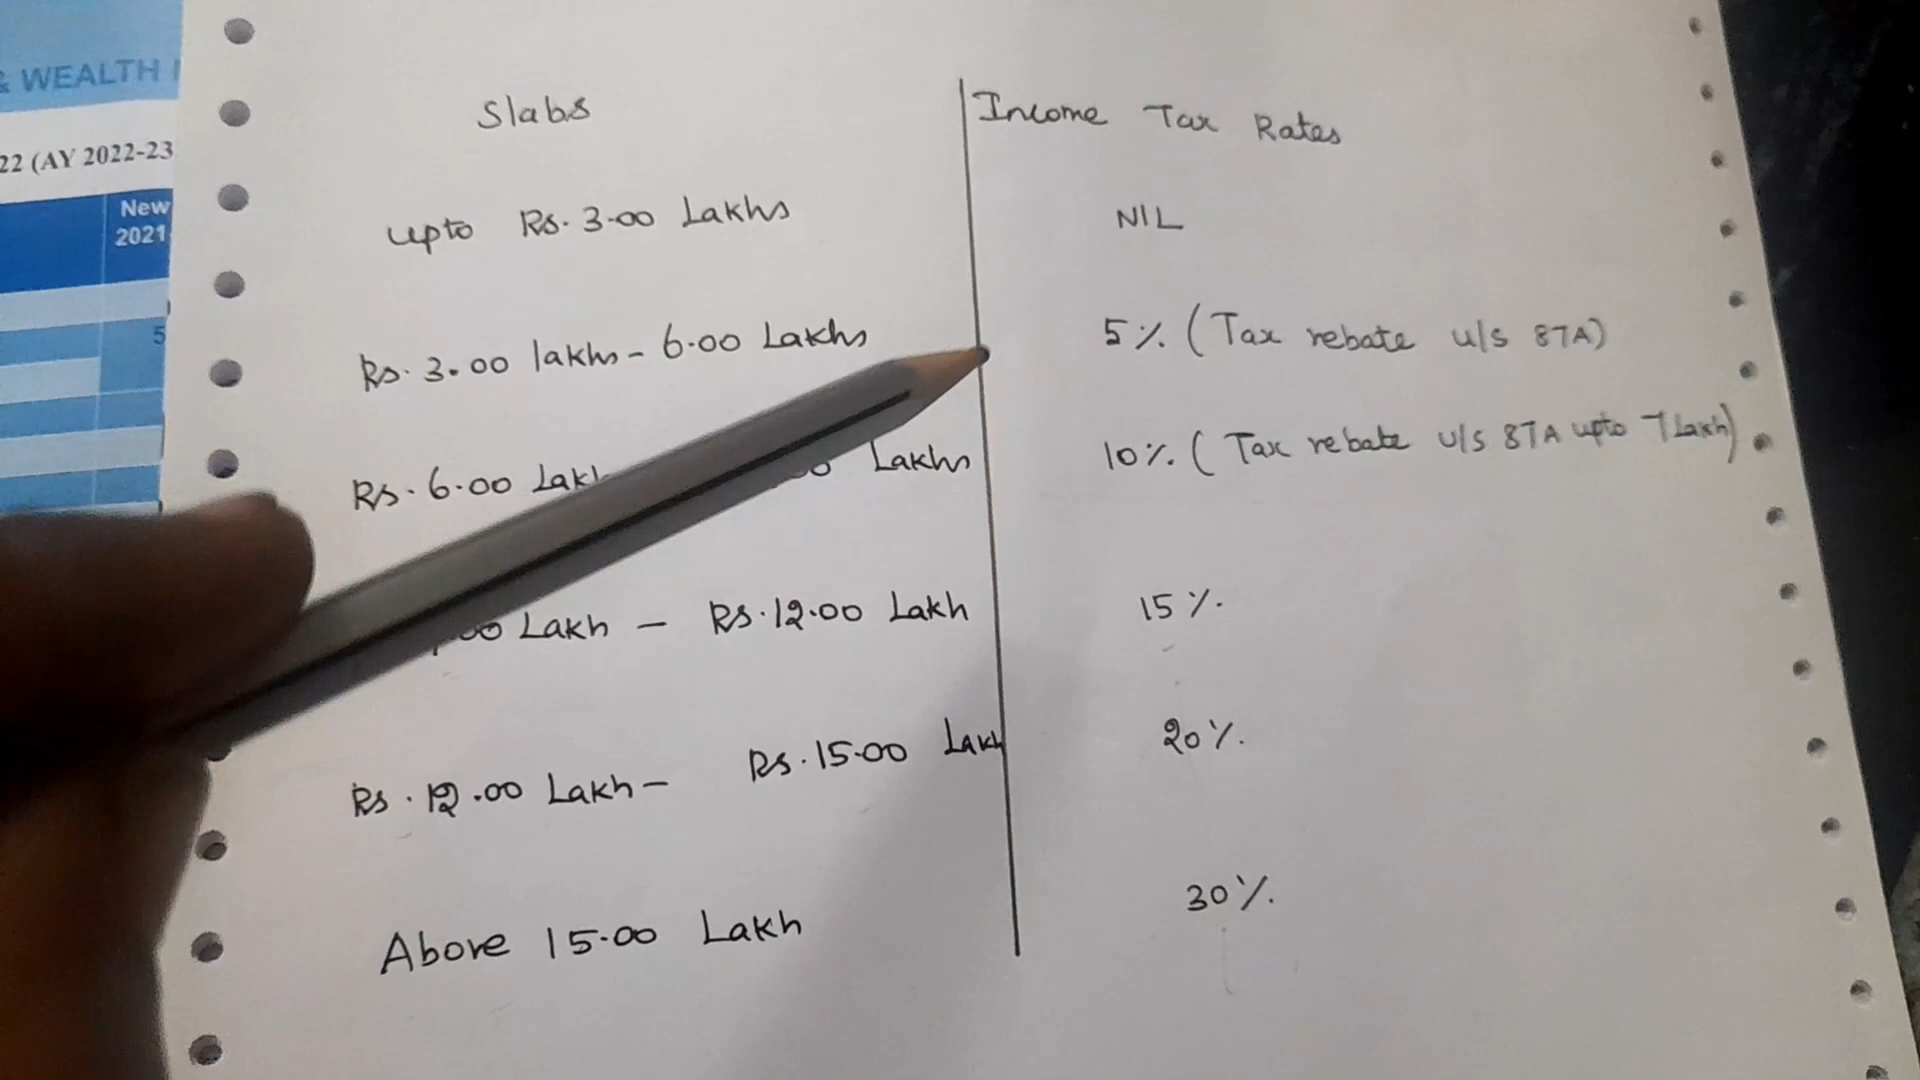 & WEALTH
22 (AY 2022-23
New
2021
5
Slabs Income Tax Rates
upto Rs. 3.00 Lakhs NIL
Rs. 3.00 lakhs - 6.00 Lakhs 5% (Tax rebate u/s 87A)
Rs. 6.00 Lakhs 10% (Tax rebate u/s 87A upto 7 Lakh)
Lakh - Rs. 12.00 Lakh 15%
Rs. 12.00 Lakh - Rs. 15.00 Lakh 20%
Above 15.00 Lakh 30%